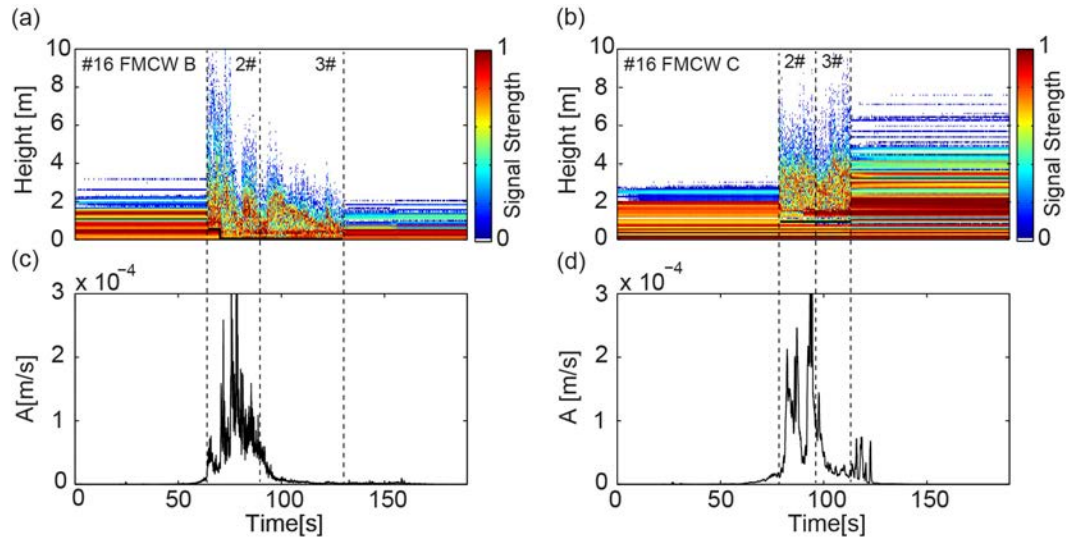 (a)
(b)
10
8
6
4
2
0
Height [m]
#16 FMCW B
2#
3#
1
0
Signal Strength
10
8
6
4
2
0
Height [m]
#16 FMCW C
2#
3#
1
0
Signal Strength
(c)
(d)
x 10⁻⁴
3
2
1
0
A[m/s]
0
50
100
150
Time[s]
x 10⁻⁴
3
2
1
0
A [m/s]
0
50
100
150
Time[s]